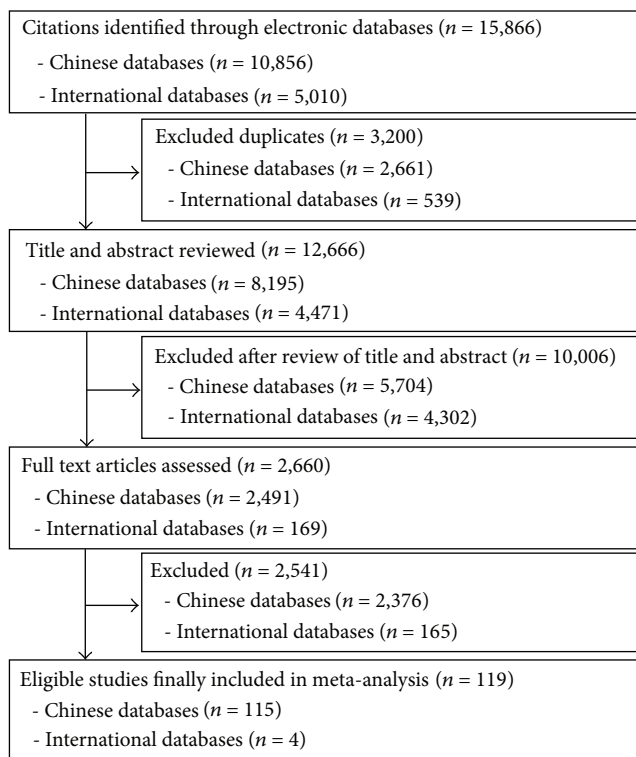 Citations identified through electronic databases (n = 15,866)
- Chinese databases (n = 10,856)
- International databases (n = 5,010)
Excluded duplicates (n = 3,200)
- Chinese databases (n = 2,661)
- International databases (n = 539)
Title and abstract reviewed (n = 12,666)
- Chinese databases (n = 8,195)
- International databases (n = 4,471)
Excluded after review of title and abstract (n = 10,006)
- Chinese databases (n = 5,704)
- International databases (n = 4,302)
Full text articles assessed (n = 2,660)
- Chinese databases (n = 2,491)
- International databases (n = 169)
Excluded (n = 2,541)
- Chinese databases (n = 2,376)
- International databases (n = 165)
Eligible studies finally included in meta-analysis (n = 119)
- Chinese databases (n = 115)
- International databases (n = 4)